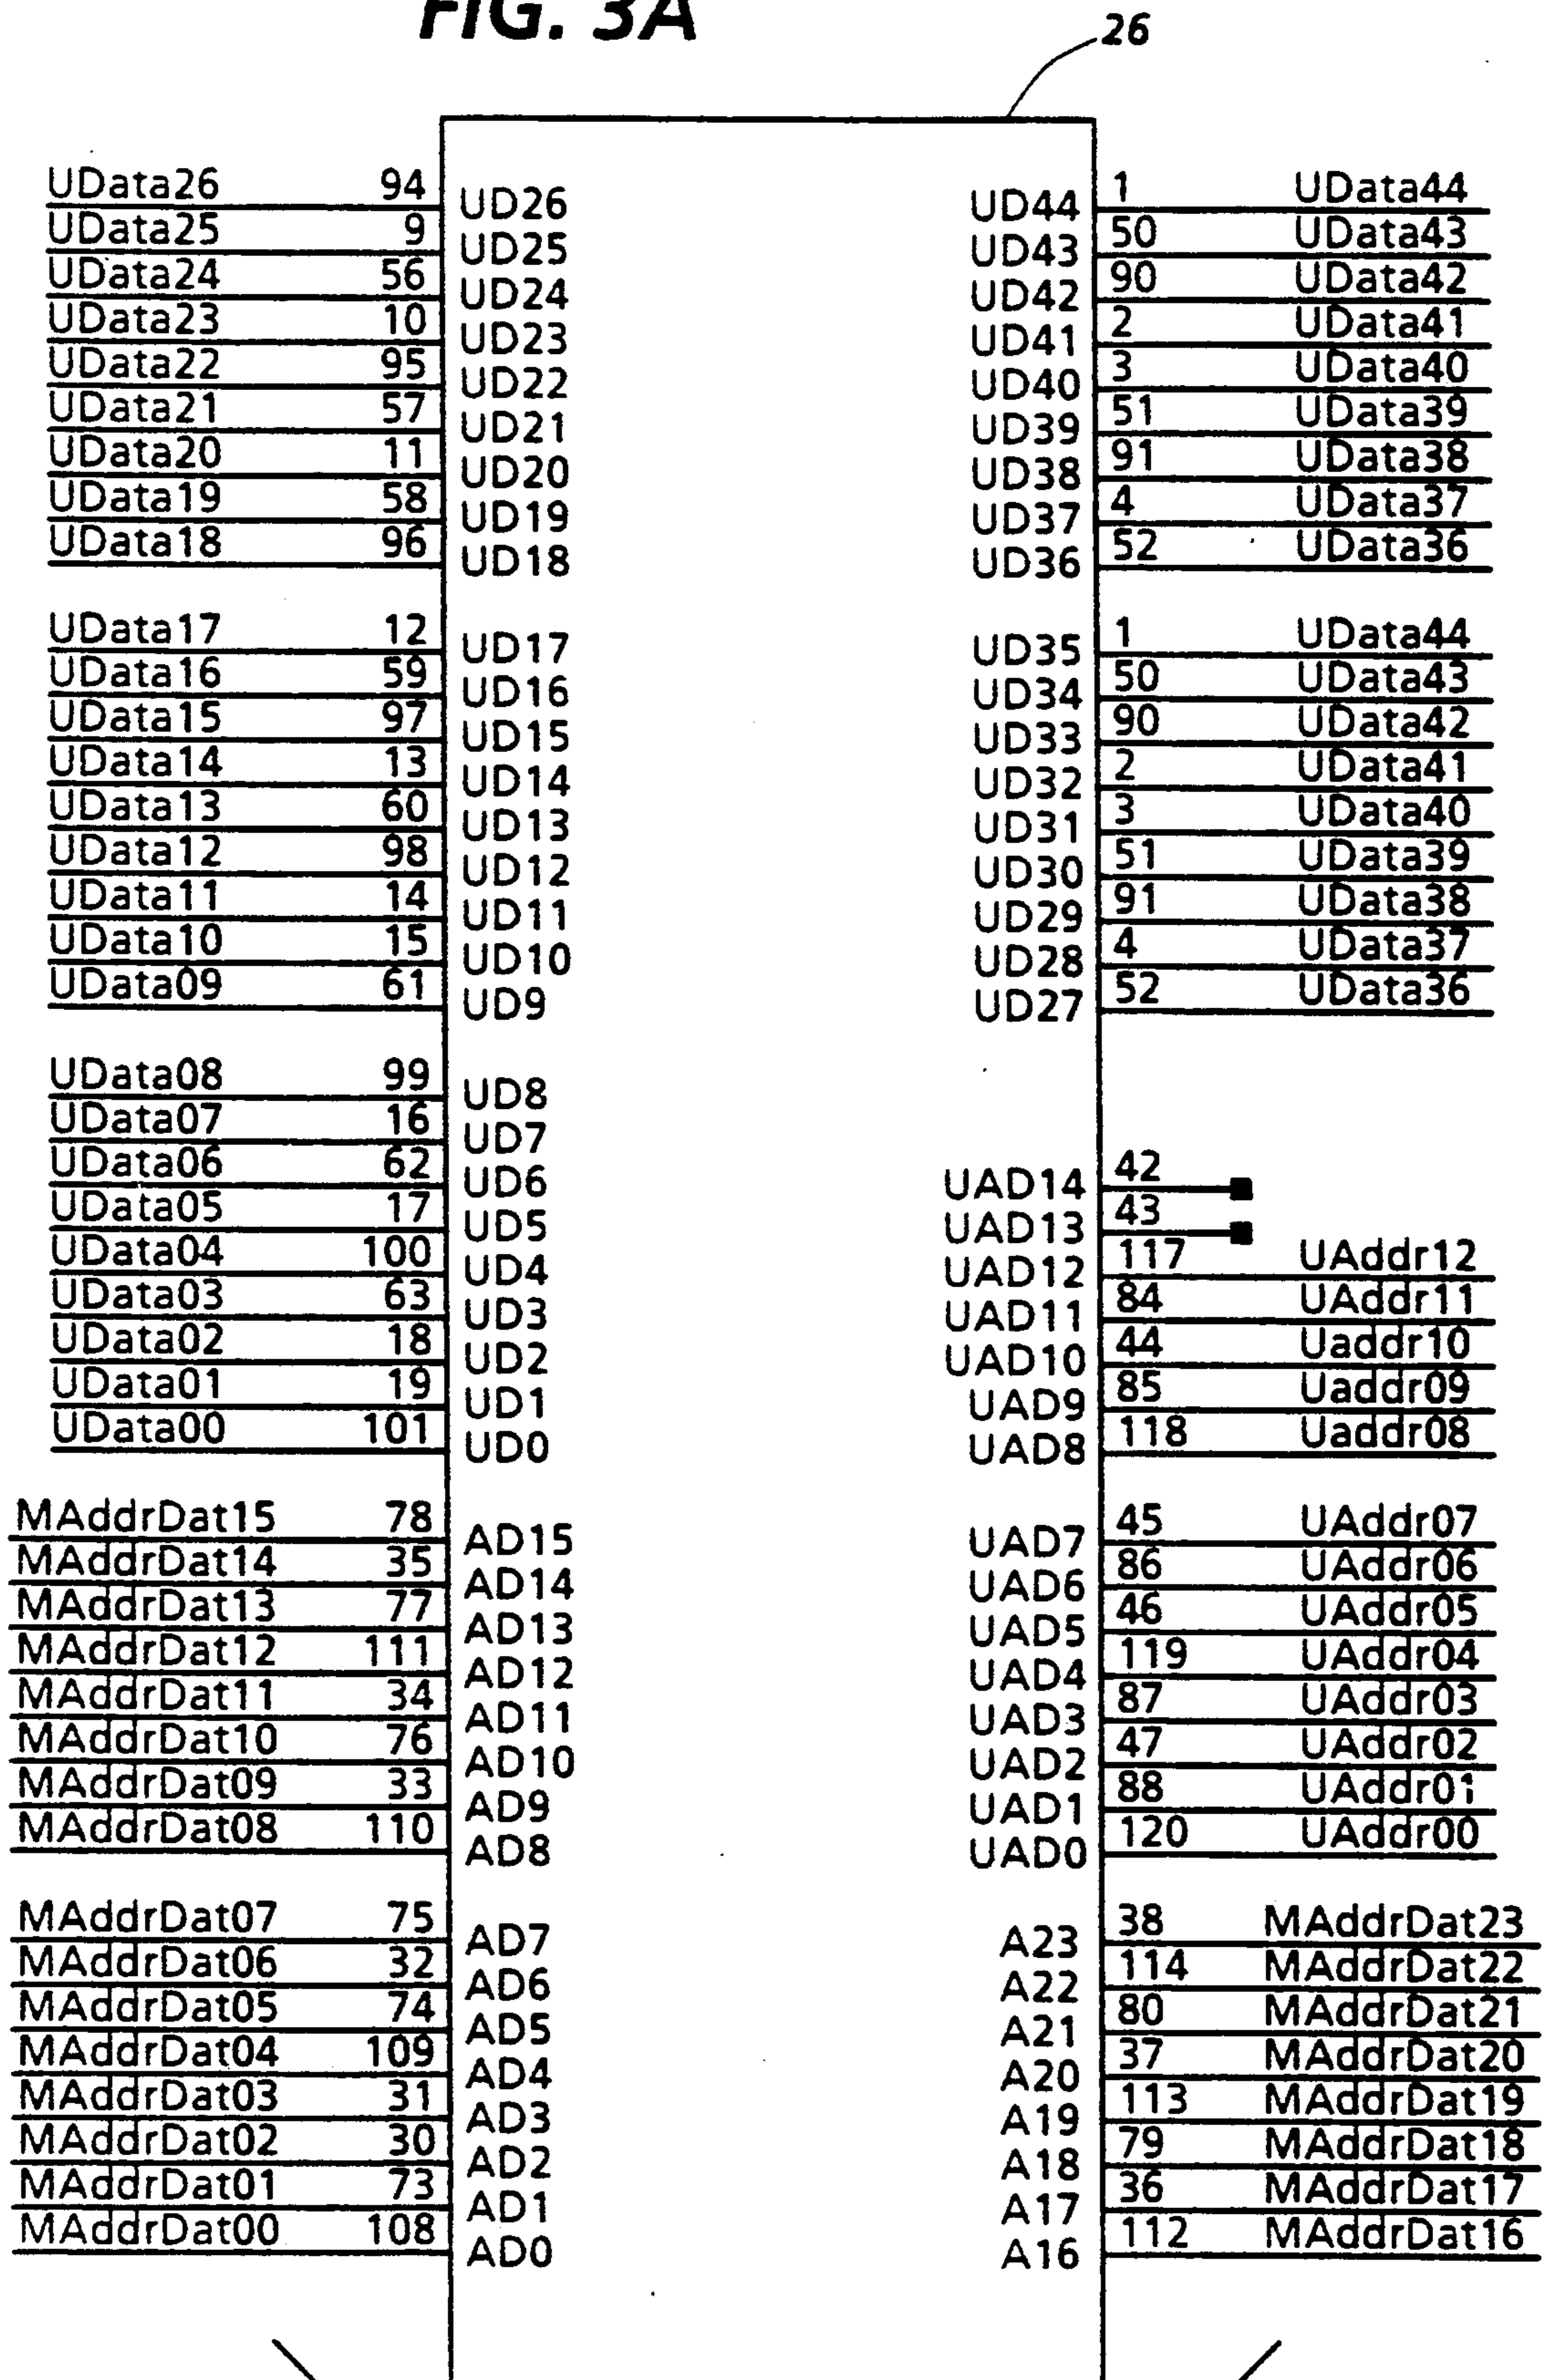 FIG. 3A
26
UData26 94 UD26 UD44 1 UData44
UData25 9 UD25 UD43 50 UData43
UData24 56 UD24 UD42 90 UData42
UData23 10 UD23 UD41 2 UData41
UData22 95 UD22 UD40 3 UData40
UData21 57 UD21 UD39 51 UData39
UData20 11 UD20 UD38 91 UData38
UData19 58 UD19 UD37 4 UData37
UData18 96 UD18 UD36 52 UData36
UData17 12 UD17 UD35 1 UData44
UData16 59 UD16 UD34 50 UData43
UData15 97 UD15 UD33 90 UData42
UData14 13 UD14 UD32 2 UData41
UData13 60 UD13 UD31 3 UData40
UData12 98 UD12 UD30 51 UData39
UData11 14 UD11 UD29 91 UData38
UData10 15 UD10 UD28 4 UData37
UData09 61 UD9 UD27 52 UData36
UData08 99 UD8
UData07 16 UD7
UData06 62 UD6 UAD14 42
UData05 17 UD5 UAD13 43
UData04 100 UD4 UAD12 117 UAddr12
UData03 63 UD3 UAD11 84 UAddr11
UData02 18 UD2 UAD10 44 Uaddr10
UData01 19 UD1 UAD9 85 Uaddr09
UData00 101 UD0 UAD8 118 Uaddr08
MAddrDat15 78 AD15 UAD7 45 UAddr07
MAddrDat14 35 AD14 UAD6 86 UAddr06
MAddrDat13 77 AD13 UAD5 46 UAddr05
MAddrDat12 111 AD12 UAD4 119 UAddr04
MAddrDat11 34 AD11 UAD3 87 UAddr03
MAddrDat10 76 AD10 UAD2 47 UAddr02
MAddrDat09 33 AD9 UAD1 88 UAddr01
MAddrDat08 110 AD8 UAD0 120 UAddr00
MAddrDat07 75 AD7 A23 38 MAddrDat23
MAddrDat06 32 AD6 A22 114 MAddrDat22
MAddrDat05 74 AD5 A21 80 MAddrDat21
MAddrDat04 109 AD4 A20 37 MAddrDat20
MAddrDat03 31 AD3 A19 113 MAddrDat19
MAddrDat02 30 AD2 A18 79 MAddrDat18
MAddrDat01 73 AD1 A17 36 MAddrDat17
MAddrDat00 108 AD0 A16 112 MAddrDat16